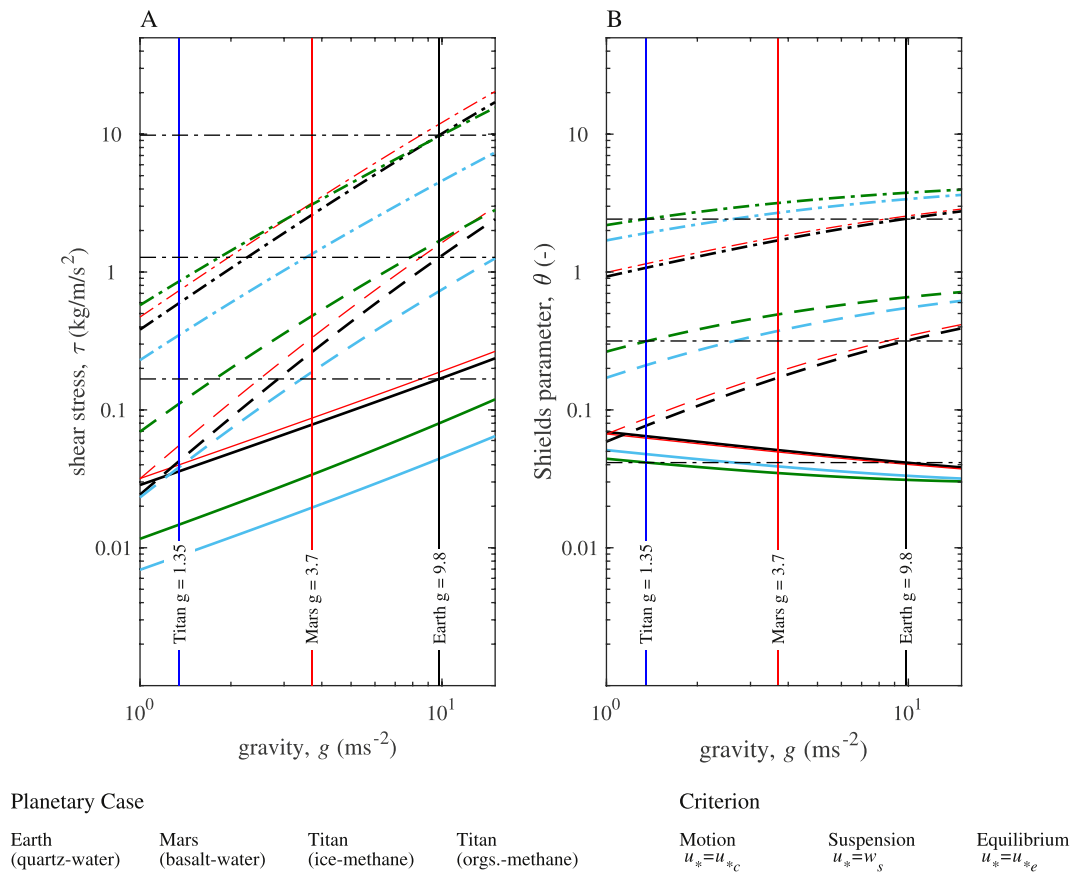 A
B
10
1
0.1
0.01
shear stress, τ (kg/m/s²)
Titan g = 1.35
Mars g = 3.7
Earth g = 9.8
10⁰
10¹
gravity, g (ms⁻²)
10
1
0.1
0.01
Shields parameter, θ (-)
Titan g = 1.35
Mars g = 3.7
Earth g = 9.8
10⁰
10¹
gravity, g (ms⁻²)
Planetary Case
Earth
(quartz-water)
Mars
(basalt-water)
Titan
(ice-methane)
Titan
(orgs.-methane)
Criterion
Motion
u*=u*c
Suspension
u*=ws
Equilibrium
u*=u*e